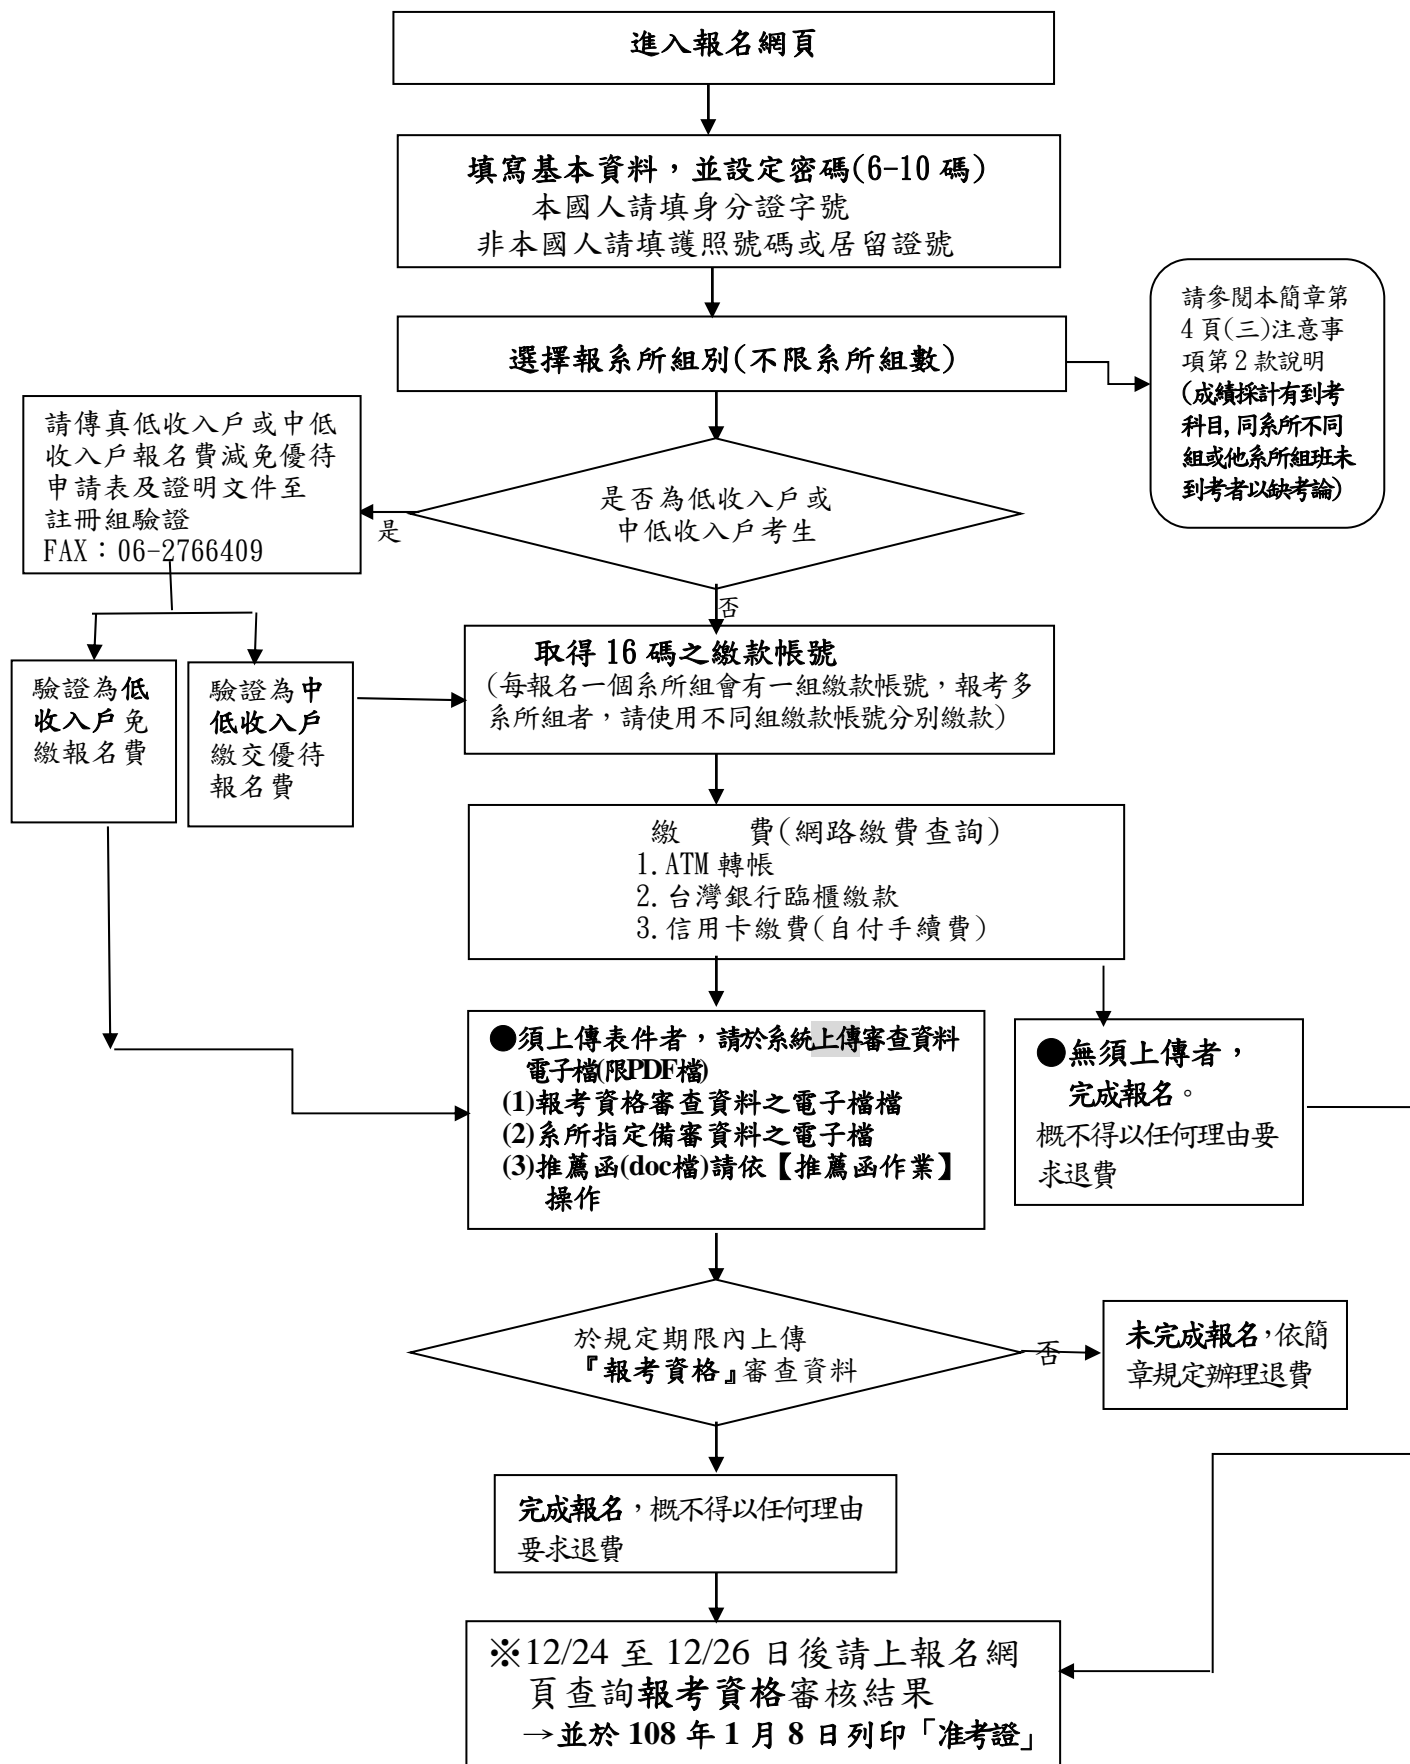 進入報名網頁
填寫基本資料，並設定密碼(6-10 碼)
本國人請填身分證字號
非本國人請填護照號碼或居留證號
選擇報系所組別(不限系所組數)
請參閱本簡章第
4 頁(三)注意事
項第 2 款說明
(成績採計有到考
科目,同系所不同
組或他系所組班未
到考者以缺考論)
請傳真低收入戶或中低
收入戶報名費減免優待
申請表及證明文件至
註冊組驗證
FAX：06-2766409
是否為低收入戶或
中低收入戶考生
是
否
取得 16 碼之繳款帳號
(每報名一個系所組會有一組繳款帳號，報考多
系所組者，請使用不同組繳款帳號分別繳款)
驗證為低
收入戶免
繳報名費
驗證為中
低收入戶
繳交優待
報名費
繳　　費(網路繳費查詢)
1. ATM 轉帳
2. 台灣銀行臨櫃繳款
3. 信用卡繳費(自付手續費)
●須上傳表件者，請於系統上傳審查資料
電子檔(限PDF檔)
(1)報考資格審查資料之電子檔檔
(2)系所指定備審資料之電子檔
(3)推薦函(doc檔)請依【推薦函作業】
操作
●無須上傳者，
完成報名。
概不得以任何理由要
求退費
於規定期限內上傳
『報考資格』審查資料
否
未完成報名，依簡
章規定辦理退費
完成報名，概不得以任何理由
要求退費
※12/24 至 12/26 日後請上報名網
頁查詢報考資格審核結果
→並於 108 年 1 月 8 日列印「准考證」